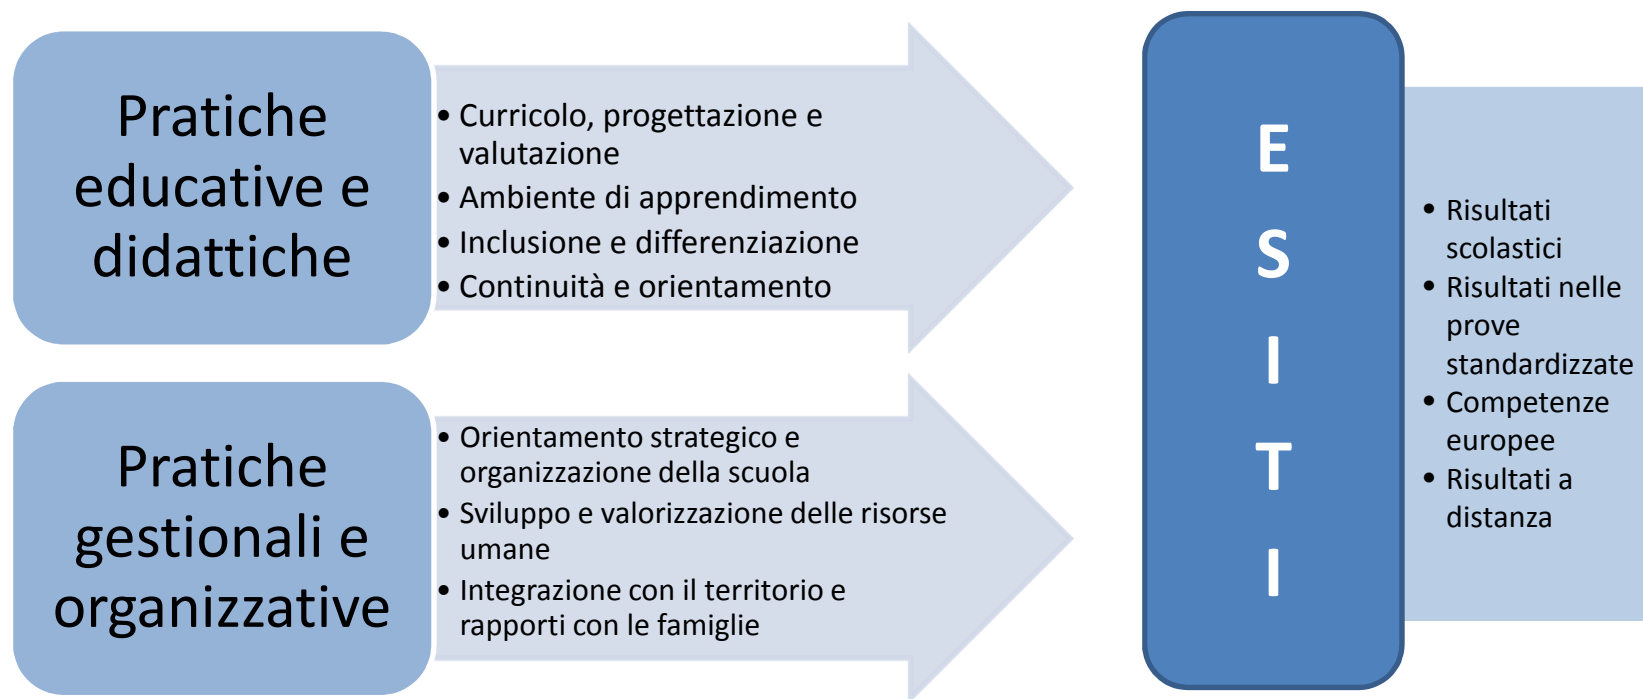 Pratiche
educative e
didattiche
• Curricolo, progettazione e
valutazione
• Ambiente di apprendimento
• Inclusione e differenziazione
• Continuità e orientamento
Pratiche
gestionali e
organizzative
• Orientamento strategico e
organizzazione della scuola
• Sviluppo e valorizzazione delle risorse
umane
• Integrazione con il territorio e
rapporti con le famiglie
E
S
I
T
I
• Risultati
scolastici
• Risultati nelle
prove
standardizzate
• Competenze
europee
• Risultati a
distanza